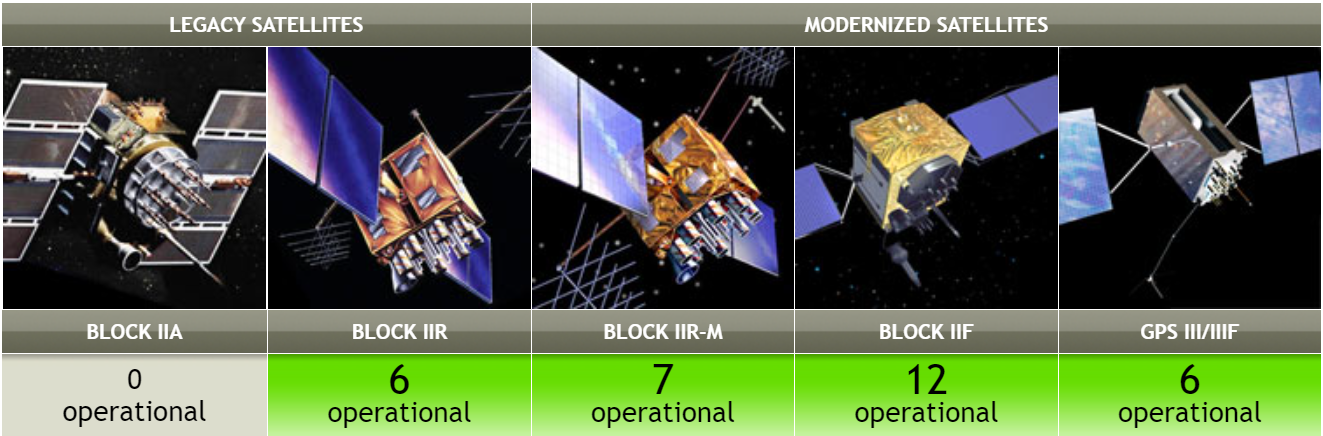 LEGACY SATELLITES
MODERNIZED SATELLITES
BLOCK IIA
BLOCK IIR
BLOCK IIR-M
BLOCK IIF
GPS III/IIIF
0
operational
6
operational
7
operational
12
operational
6
operational